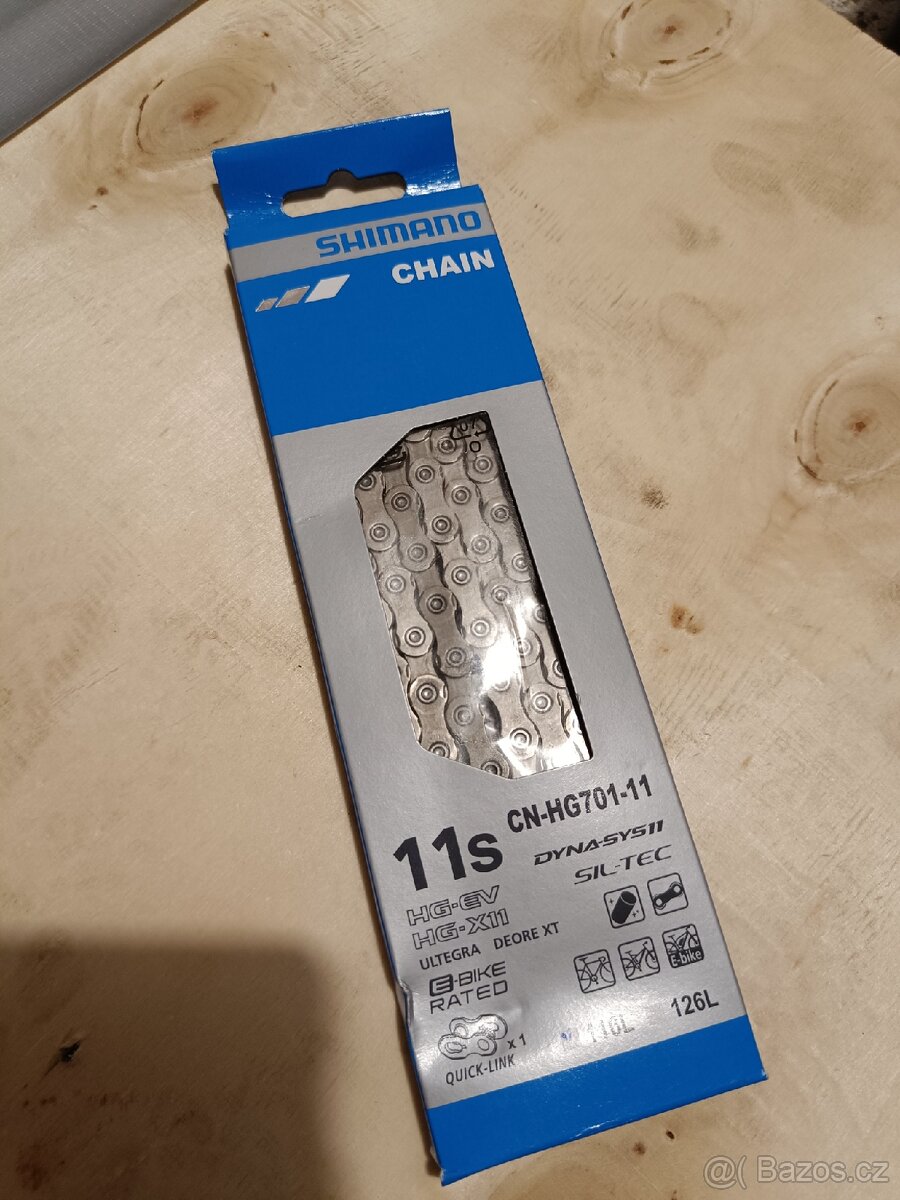 SHIMANO
CHAIN
CN-HG701-11
11s
DYNA-SYS11
SIL-TEC
HG-EV
HG-X11
ULTEGRA DEORE XT
E-BIKE
RATED
E-bike
x 1
QUICK-LINK
116L
126L
@( Bazos.cz